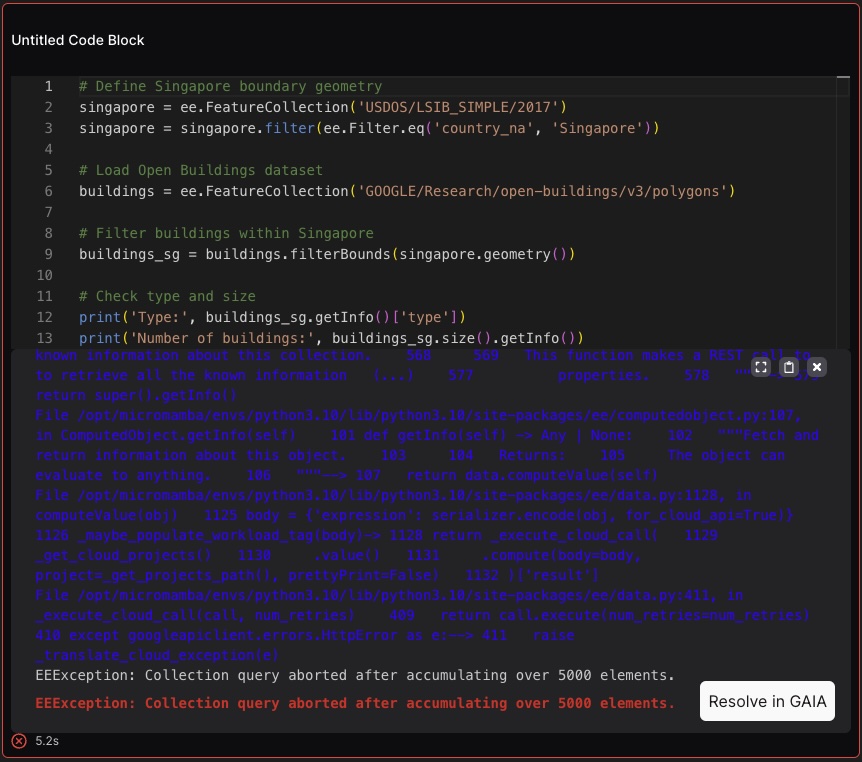 Untitled Code Block
1 # Define Singapore boundary geometry
2 singapore = ee.FeatureCollection('USDOS/LSIB_SIMPLE/2017')
3 singapore = singapore.filter(ee.Filter.eq('country_na', 'Singapore'))
4
5 # Load Open Buildings dataset
6 buildings = ee.FeatureCollection('GOOGLE/Research/open-buildings/v3/polygons')
7
8 # Filter buildings within Singapore
9 buildings_sg = buildings.filterBounds(singapore.geometry())
10
11 # Check type and size
12 print('Type:', buildings_sg.getInfo()['type'])
13 print('Number of buildings:', buildings_sg.size().getInfo())
known information about this collection. 568 569 This function makes a REST call to
to retrieve all the known information (...) 577 properties. 578
return super().getInfo()
File /opt/micromamba/envs/python3.10/lib/python3.10/site-packages/ee/computedobject.py:107,
in ComputedObject.getInfo(self) 101 def getInfo(self) -> Any | None: 102 """Fetch and
return information about this object. 103 104 Returns: 105 The object can
evaluate to anything. 106 """--> 107 return data.computeValue(self)
File /opt/micromamba/envs/python3.10/lib/python3.10/site-packages/ee/data.py:1128, in
computeValue(obj) 1125 body = {'expression': serializer.encode(obj, for_cloud_api=True)}
1126 _maybe_populate_workload_tag(body)-> 1128 return _execute_cloud_call( 1129
_get_cloud_projects() 1130 .value() 1131 .compute(body=body,
project=_get_projects_path(), prettyPrint=False) 1132 )['result']
File /opt/micromamba/envs/python3.10/lib/python3.10/site-packages/ee/data.py:411, in
_execute_cloud_call(call, num_retries) 409 return call.execute(num_retries=num_retries)
410 except googleapiclient.errors.HttpError as e:--> 411 raise
_translate_cloud_exception(e)
EEException: Collection query aborted after accumulating over 5000 elements.
EEException: Collection query aborted after accumulating over 5000 elements.
Resolve in GAIA
5.2s